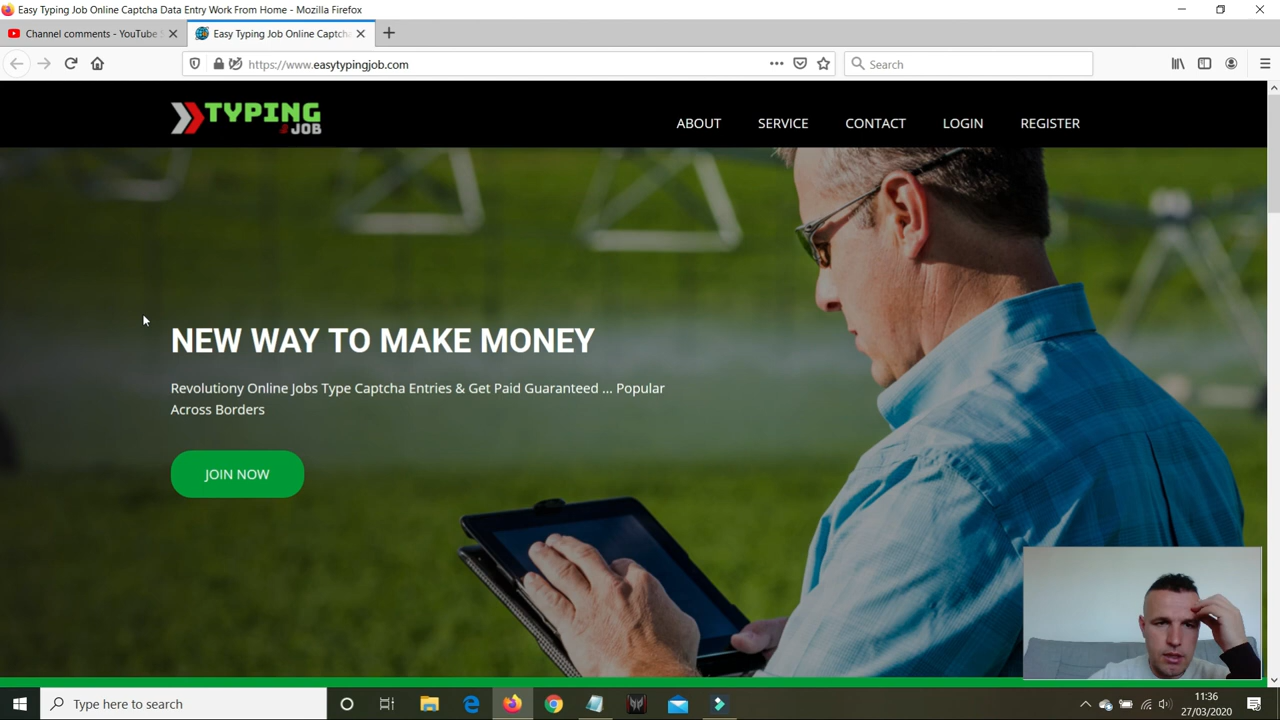 Easy Typing Job Online Captcha Data Entry Work From Home - Mozilla Firefox
Channel comments - YouTube
Easy Typing Job Online Captcha
https://www.easytypingjob.com
Search
TYPING
JOB
ABOUT
SERVICE
CONTACT
LOGIN
REGISTER
NEW WAY TO MAKE MONEY
Revolutiony Online Jobs Type Captcha Entries & Get Paid Guaranteed ... Popular
Across Borders
JOIN NOW
Type here to search
11:36
27/03/2020